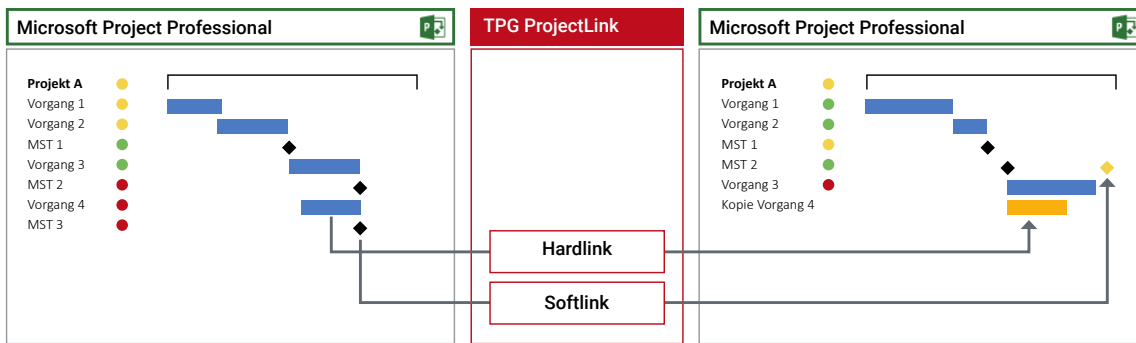 Microsoft Project Professional
P
TPG ProjectLink
Microsoft Project Professional
P
Projekt A
Vorgang 1
Vorgang 2
MST 1
Vorgang 3
MST 2
Vorgang 4
MST 3
Hardlink
Softlink
Projekt A
Vorgang 1
Vorgang 2
MST 1
MST 2
Vorgang 3
Kopie Vorgang 4